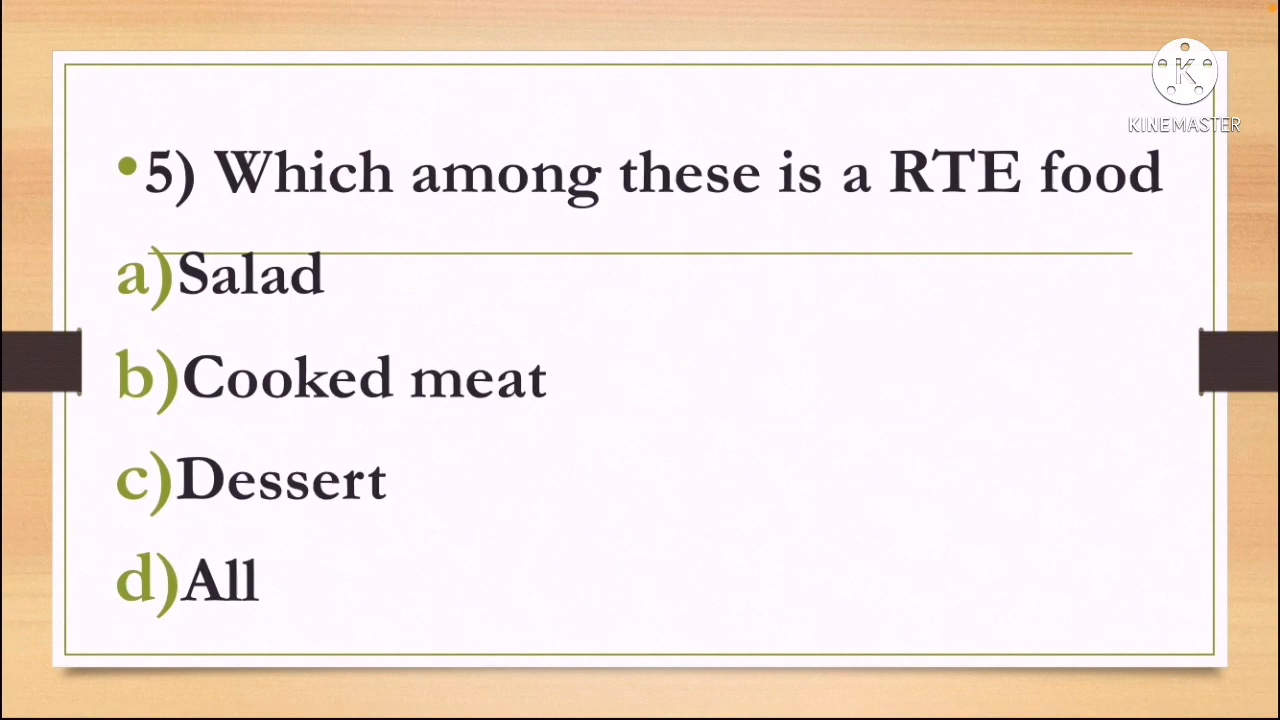 KINEMASTER
•5) Which among these is a RTE food
a)Salad
b)Cooked meat
c)Dessert
d)All